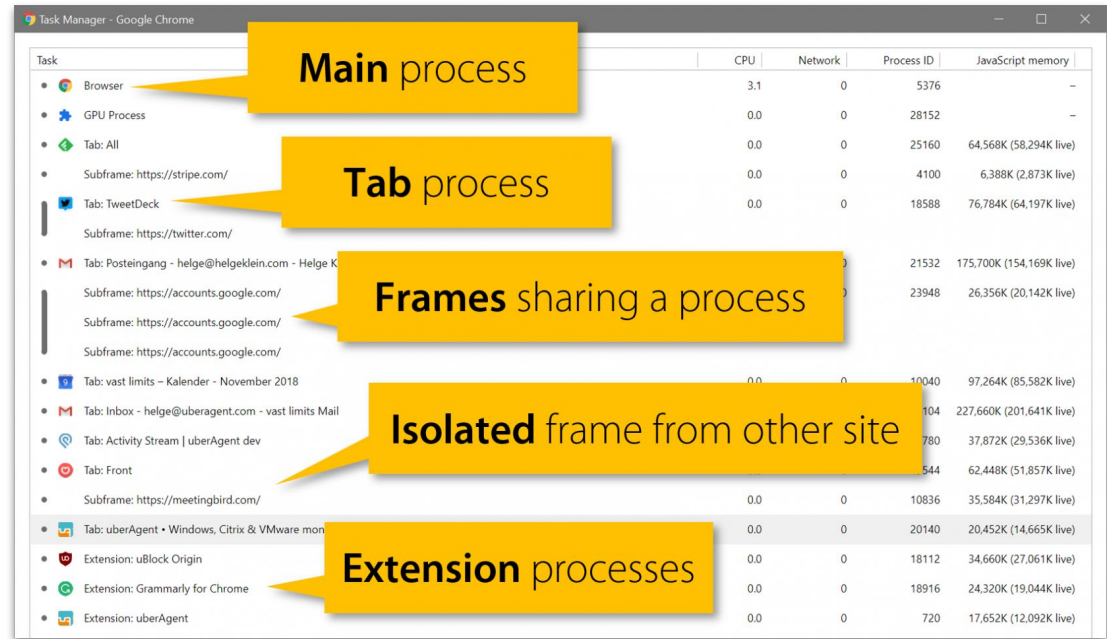 Task Manager - Google Chrome
Task CPU Network Process ID JavaScript memory
Main process
Browser 3.1 0 5376 –
GPU Process 0.0 0 28152 –
Tab: All 0.0 0 25160 64,568K (58,294K live)
Tab process
Subframe: https://stripe.com/ 0.0 0 4100 6,388K (2,873K live)
Tab: TweetDeck 0.0 0 18588 76,784K (64,197K live)
Subframe: https://twitter.com/
Tab: Posteingang - helge@helgeklein.com - Helge K 21532 175,700K (154,169K live)
Frames sharing a process
Subframe: https://accounts.google.com/ 23948 26,356K (20,142K live)
Subframe: https://accounts.google.com/
Subframe: https://accounts.google.com/
Tab: vast limits – Kalender - November 2018 0.0 0 10040 97,264K (85,582K live)
Tab: Inbox - helge@uberagent.com - vast limits Mail 104 227,660K (201,641K live)
Isolated frame from other site
Tab: Activity Stream | uberAgent dev 780 37,872K (29,536K live)
Tab: Front 544 62,448K (51,857K live)
Subframe: https://meetingbird.com/ 0.0 0 10836 35,584K (31,297K live)
Tab: uberAgent • Windows, Citrix & VMware mon 0.0 0 20140 20,452K (14,665K live)
Extension: uBlock Origin 0.0 0 18112 34,660K (27,061K live)
Extension processes
Extension: Grammarly for Chrome 0.0 0 18916 24,320K (19,044K live)
Extension: uberAgent 0.0 0 720 17,652K (12,092K live)